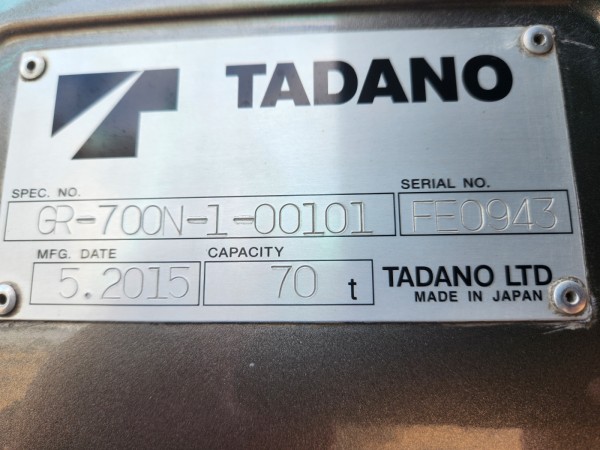 TADANO
SPEC. NO.
GR-700N-1-00101
SERIAL NO.
FE0943
MFG. DATE
5.2015
CAPACITY
70 t
TADANO LTD
MADE IN JAPAN